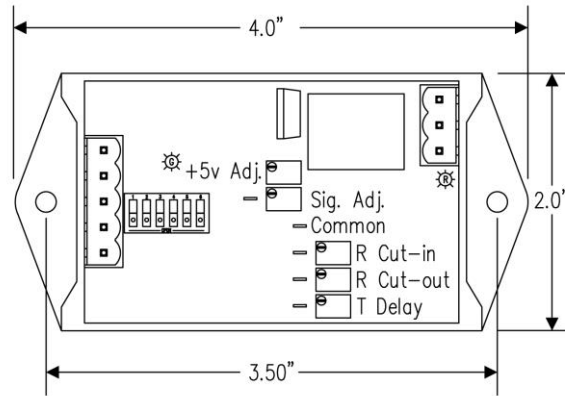 4.0"
G
+5v Adj.
R
Sig. Adj.
2.0"
Common
R Cut-in
R Cut-out
T Delay
3.50"